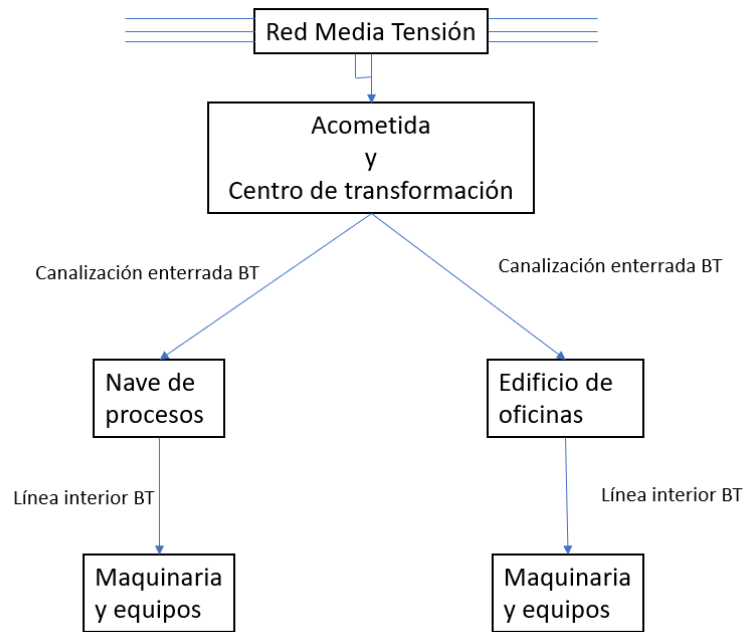 Red Media Tensión
Acometida
y
Centro de transformación
Canalización enterrada BT
Canalización enterrada BT
Nave de
procesos
Edificio de
oficinas
Línea interior BT
Línea interior BT
Maquinaria
y equipos
Maquinaria
y equipos